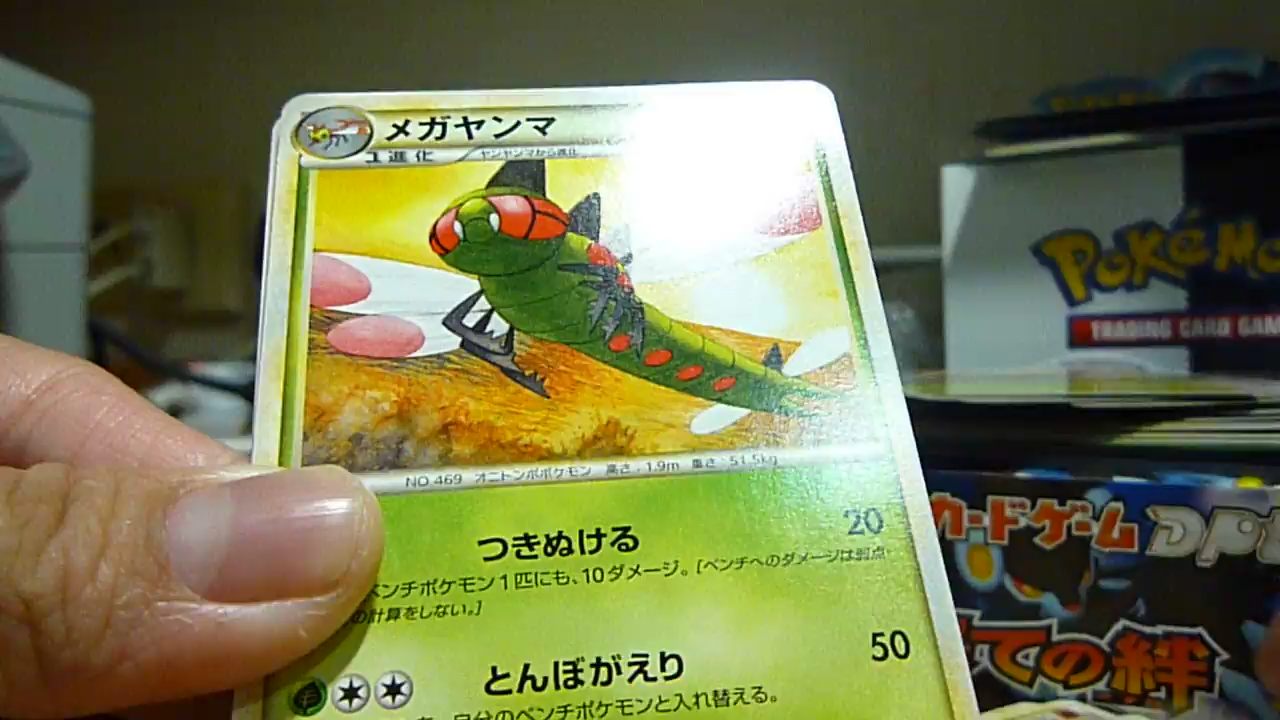 メガヤンマ
1進化 ヤンヤンマから進化
NO.469 オニトンボポケモン 高さ：1.9m 重さ：51.5kg
つきぬける 20
ベンチポケモン1匹にも、10ダメージ。［ベンチへのダメージは弱点
の計算をしない。］
とんぼがえり 50
自分のベンチポケモンと入れ替える。
POKéMO
TRADING CARD GAM
カードゲーム DPt
ての絆